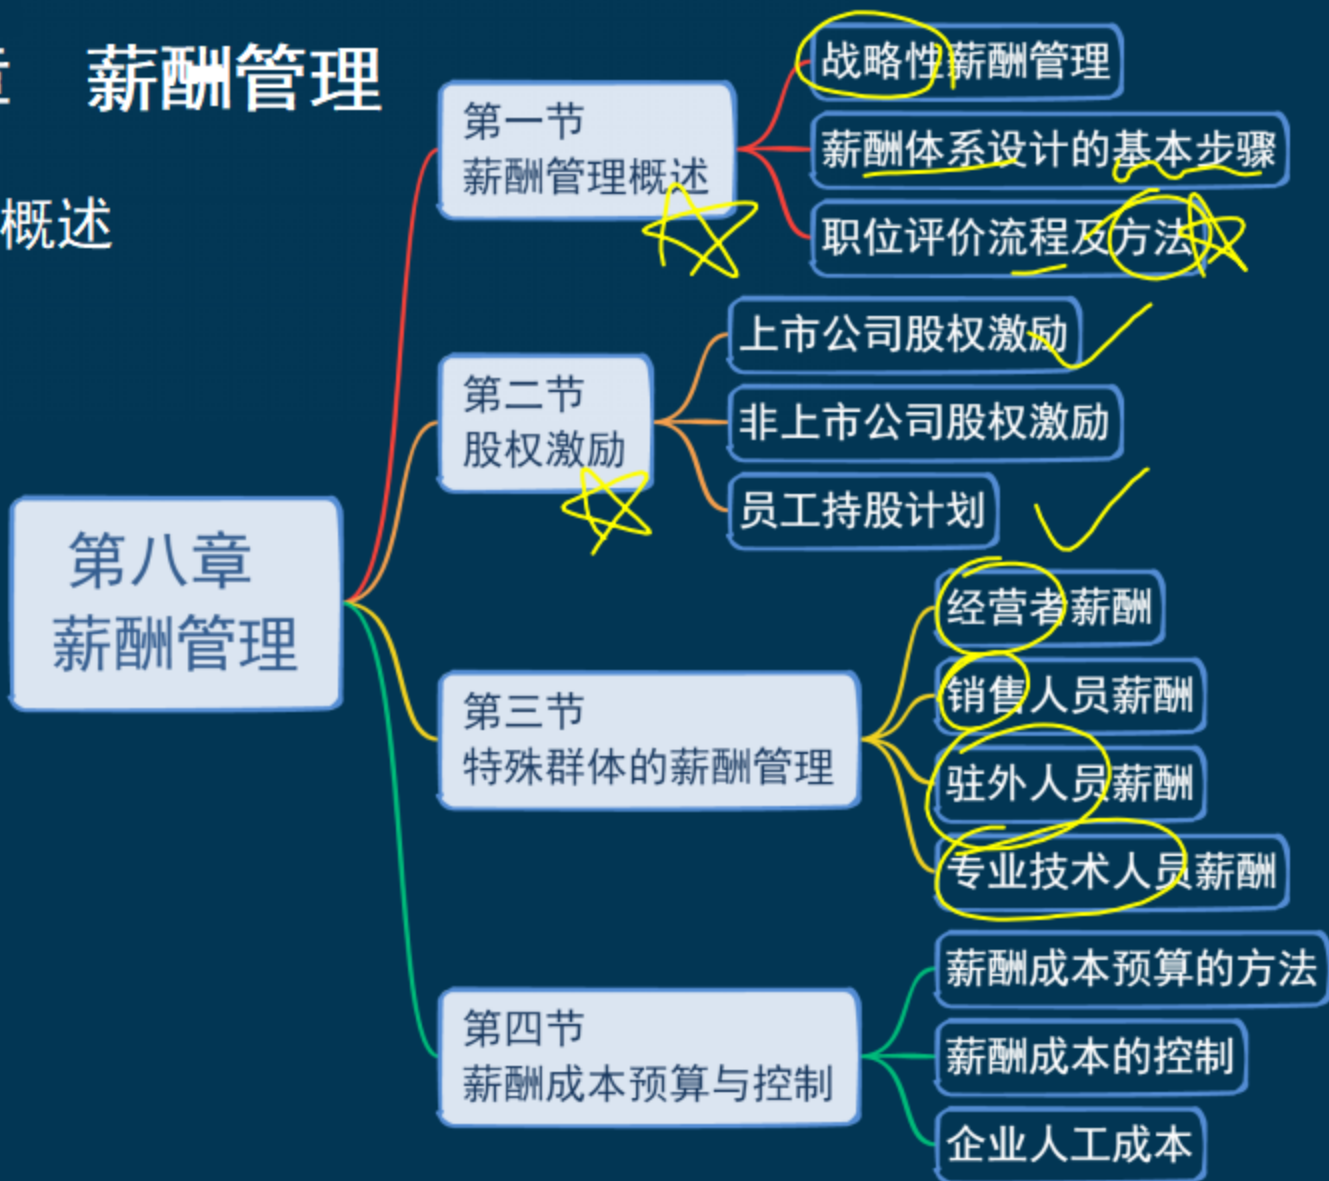 薪酬管理
概述
第八章
薪酬管理
第一节
薪酬管理概述
战略性薪酬管理
薪酬体系设计的基本步骤
职位评价流程及方法
第二节
股权激励
上市公司股权激励
非上市公司股权激励
员工持股计划
第三节
特殊群体的薪酬管理
经营者薪酬
销售人员薪酬
驻外人员薪酬
专业技术人员薪酬
第四节
薪酬成本预算与控制
薪酬成本预算的方法
薪酬成本的控制
企业人工成本